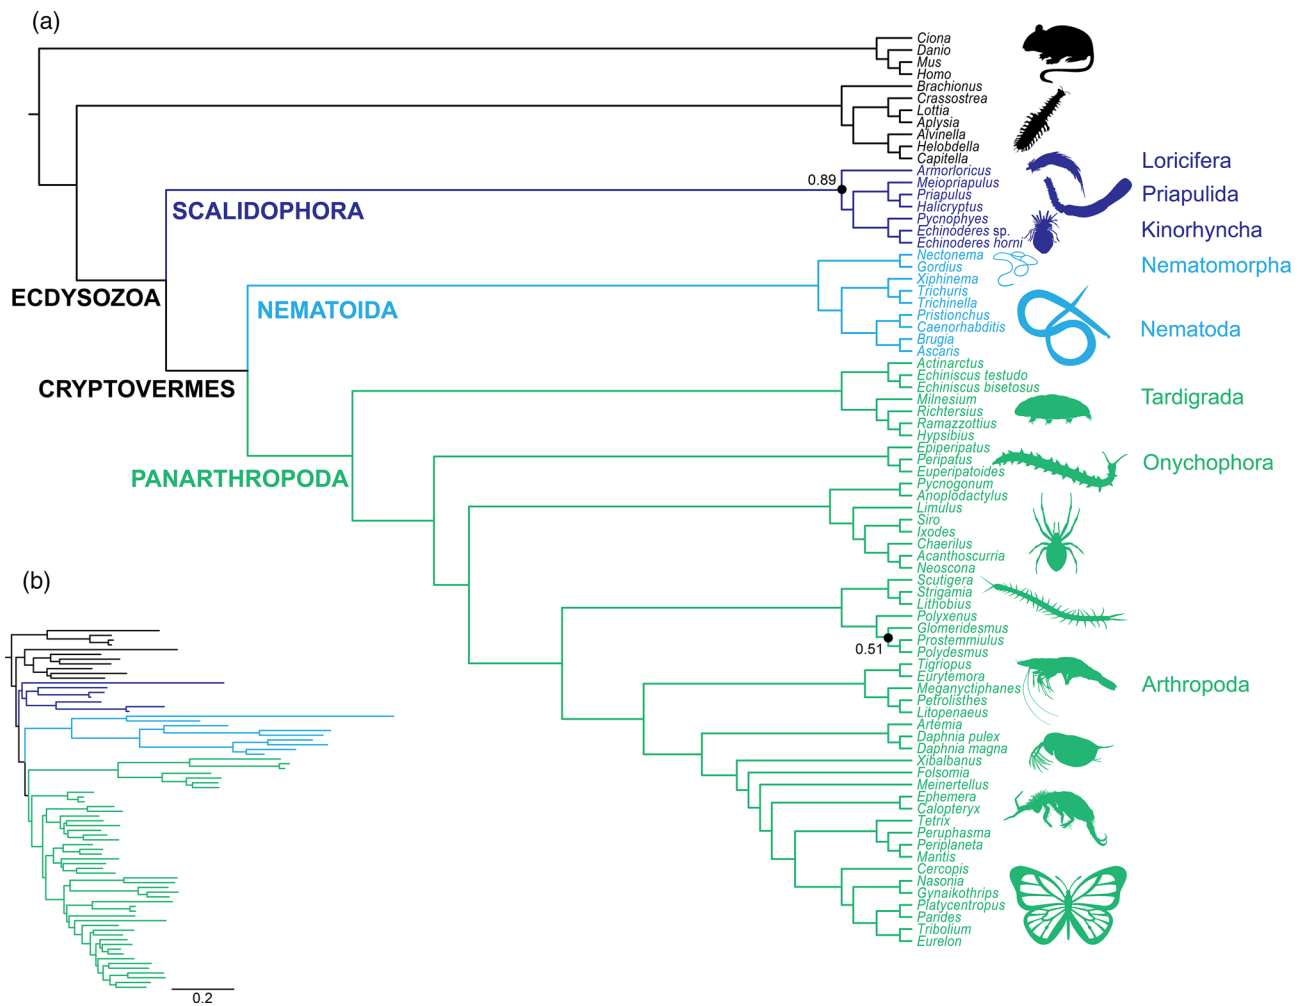 (a)
Ciona
Danio
Mus
Homo
Brachionus
Crassostrea
Lottia
Aplysia
Alvinella
Helobdella
Capitella
Loricifera
Armorloricus
0.89
Meiopriapulus
Priapulus
Priapulida
Halicryptus
SCALIDOPHORA
Pycnophyes
Echinoderes sp.
Kinorhyncha
Echinoderes horni
Nectonema
Gordius
Nematomorpha
Xiphinema
Trichuris
ECDYSOZOA
Trichinella
NEMATOIDA
Pristionchus
Caenorhabditis
Nematoda
Brugia
Ascaris
Actinarctus
Echiniscus testudo
Echiniscus bisetosus
CRYPTOVERMES
Milnesium
Tardigrada
Richtersius
Ramazzottius
Hypsibius
Epiperipatus
Peripatus
Onychophora
Euperipatoides
PANARTHROPODA
Pycnogonum
Anoplodactylus
Limulus
Siro
Ixodes
Chaerilus
Acanthoscurria
Neoscona
(b)
Scutigera
Strigamia
Lithobius
Polyxenus
Glomeridesmus
Prostemmiulus
0.51
Polydesmus
Tigriopus
Eurytemora
Arthropoda
Meganyctiphanes
Petrolisthes
Litopenaeus
Artemia
Daphnia pulex
Daphnia magna
Xibalbanus
Folsomia
Meinertellus
Ephemera
Calopteryx
Tetrix
Peruphasma
Periplaneta
Mantis
Cercopis
Nasonia
Gynaikothrips
Platycentropus
Parides
Tribolium
Eurelon
0.2